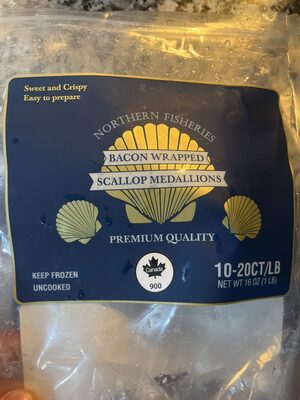 Sweet and Crispy
Easy to prepare
NORTHERN FISHERIES
BACON WRAPPED
SCALLOP MEDALLIONS
PREMIUM QUALITY
KEEP FROZEN
UNCOOKED
Canada
900
10-20CT/LB
NET WT 16 OZ (1 LB)